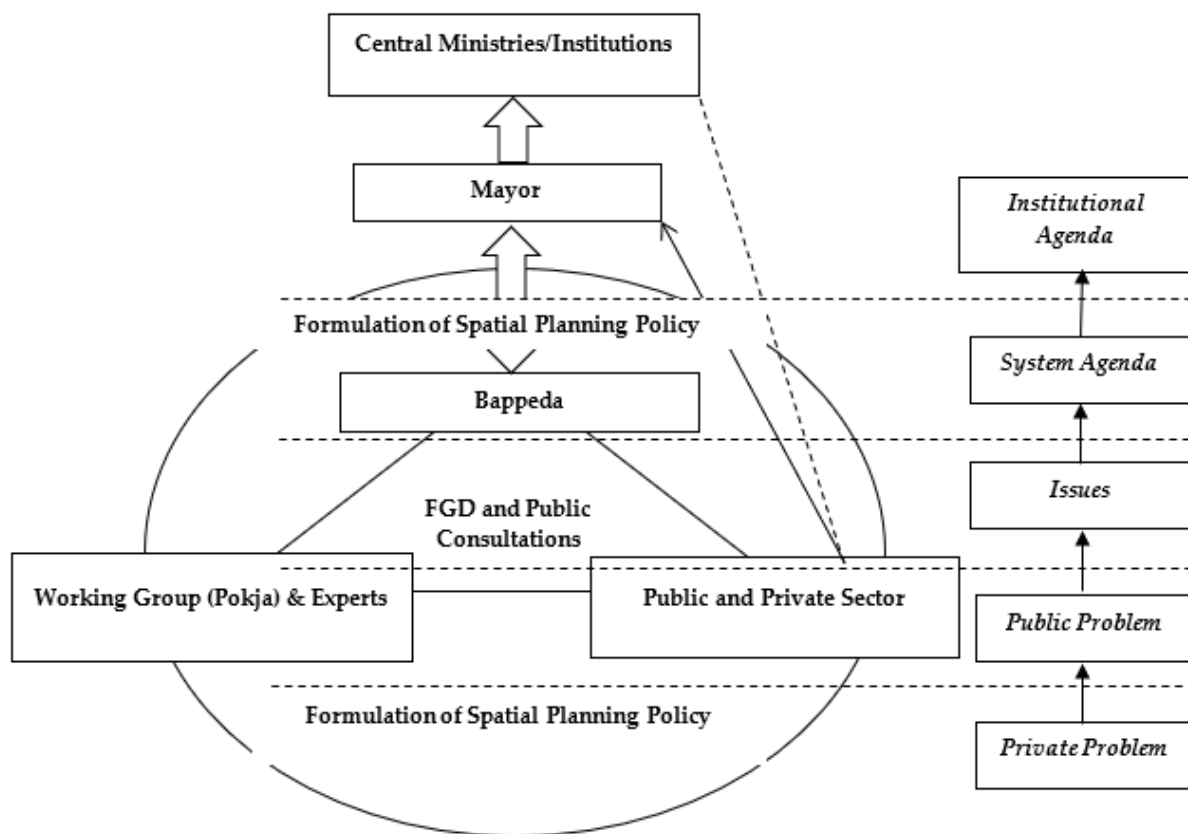 Central Ministries/Institutions
Mayor
Institutional
Agenda
Formulation of Spatial Planning Policy
System Agenda
Bappeda
Issues
FGD and Public
Consultations
Working Group (Pokja) & Experts
Public and Private Sector
Public Problem
Formulation of Spatial Planning Policy
Private Problem